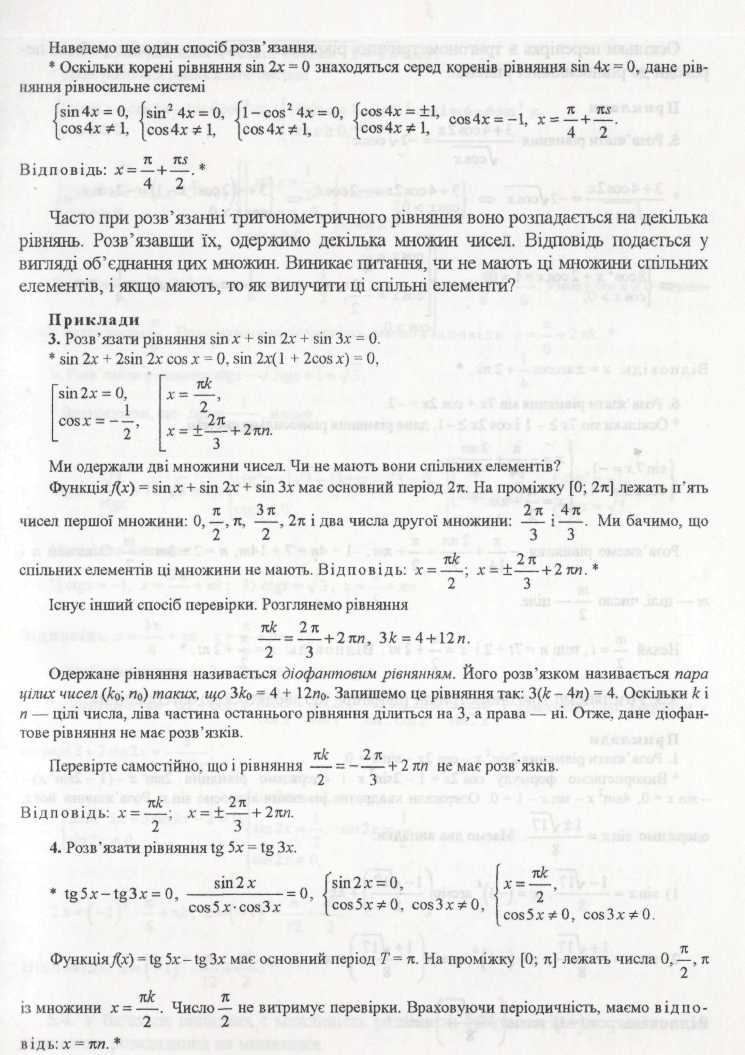 Наведемо ще один спосіб розв'язання.
* Оскільки корені рівняння sin 2x = 0 знаходяться серед коренів рівняння sin 4x = 0, дане рів-
няння рівносильне системі
{sin 4x = 0, cos 4x ≠ 1, {sin² 4x = 0, cos 4x ≠ 1, {1 − cos² 4x = 0, cos 4x ≠ 1, {cos 4x = ±1, cos 4x ≠ 1, cos 4x = −1, x = π/4 + πs/2.
Відповідь: x = π/4 + πs/2. *
Часто при розв'язанні тригонометричного рівняння воно розпадається на декілька
рівнянь. Розв'язавши їх, одержимо декілька множин чисел. Відповідь подається у
вигляді об'єднання цих множин. Виникає питання, чи не мають ці множини спільних
елементів, і якщо мають, то як вилучити ці спільні елементи?
Приклади
3. Розв'язати рівняння sin x + sin 2x + sin 3x = 0.
* sin 2x + 2sin 2x cos x = 0, sin 2x(1 + 2cos x) = 0,
[sin 2x = 0, cos x = −1/2, [x = πk/2, x = ±2π/3 + 2πn.
Ми одержали дві множини чисел. Чи не мають вони спільних елементів?
Функція f(x) = sin x + sin 2x + sin 3x має основний період 2π. На проміжку [0; 2π] лежать п'ять
чисел першої множини: 0, π/2, π, 3π/2, 2π і два числа другої множини: 2π/3 і 4π/3. Ми бачимо, що
спільних елементів ці множини не мають. Відповідь: x = πk/2; x = ±2π/3 + 2πn. *
Існує інший спосіб перевірки. Розглянемо рівняння
πk/2 = 2π/3 + 2πn, 3k = 4 + 12n.
Одержане рівняння називається діофантовим рівнянням. Його розв'язком називається пара
цілих чисел (k₀; n₀) таких, що 3k₀ = 4 + 12n₀. Запишемо це рівняння так: 3(k − 4n) = 4. Оскільки k і
n — цілі числа, ліва частина останнього рівняння ділиться на 3, а права — ні. Отже, дане діофан-
тове рівняння не має розв'язків.
Перевірте самостійно, що і рівняння πk/2 = −2π/3 + 2πn не має розв'язків.
Відповідь: x = πk/2; x = ±2π/3 + 2πn.
4. Розв'язати рівняння tg 5x = tg 3x.
* tg 5x − tg 3x = 0, sin 2x/(cos 5x · cos 3x) = 0, {sin 2x = 0, cos 5x ≠ 0, cos 3x ≠ 0, {x = πk/2, cos 5x ≠ 0, cos 3x ≠ 0.
Функція f(x) = tg 5x − tg 3x має основний період T = π. На проміжку [0; π] лежать числа 0, π/2, π
із множини x = πk/2. Число π/2 не витримує перевірки. Враховуючи періодичність, маємо відпо-
відь: x = πn. *